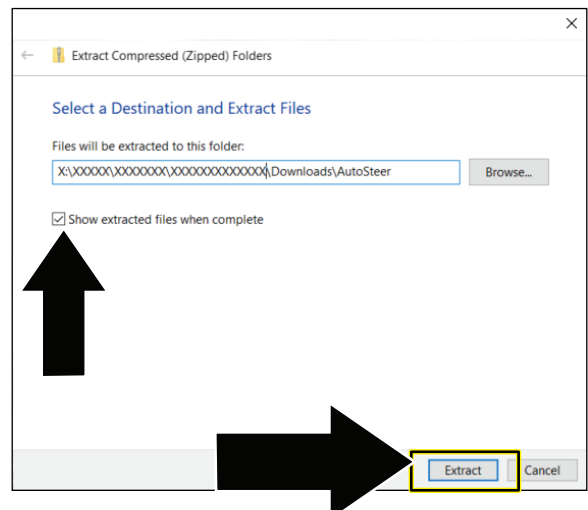 Extract Compressed (Zipped) Folders
Select a Destination and Extract Files
Files will be extracted to this folder:
X:\XXXXX\XXXXXXX\XXXXXXXXXXXXXX\Downloads\AutoSteer
Browse...
Show extracted files when complete
Extract
Cancel